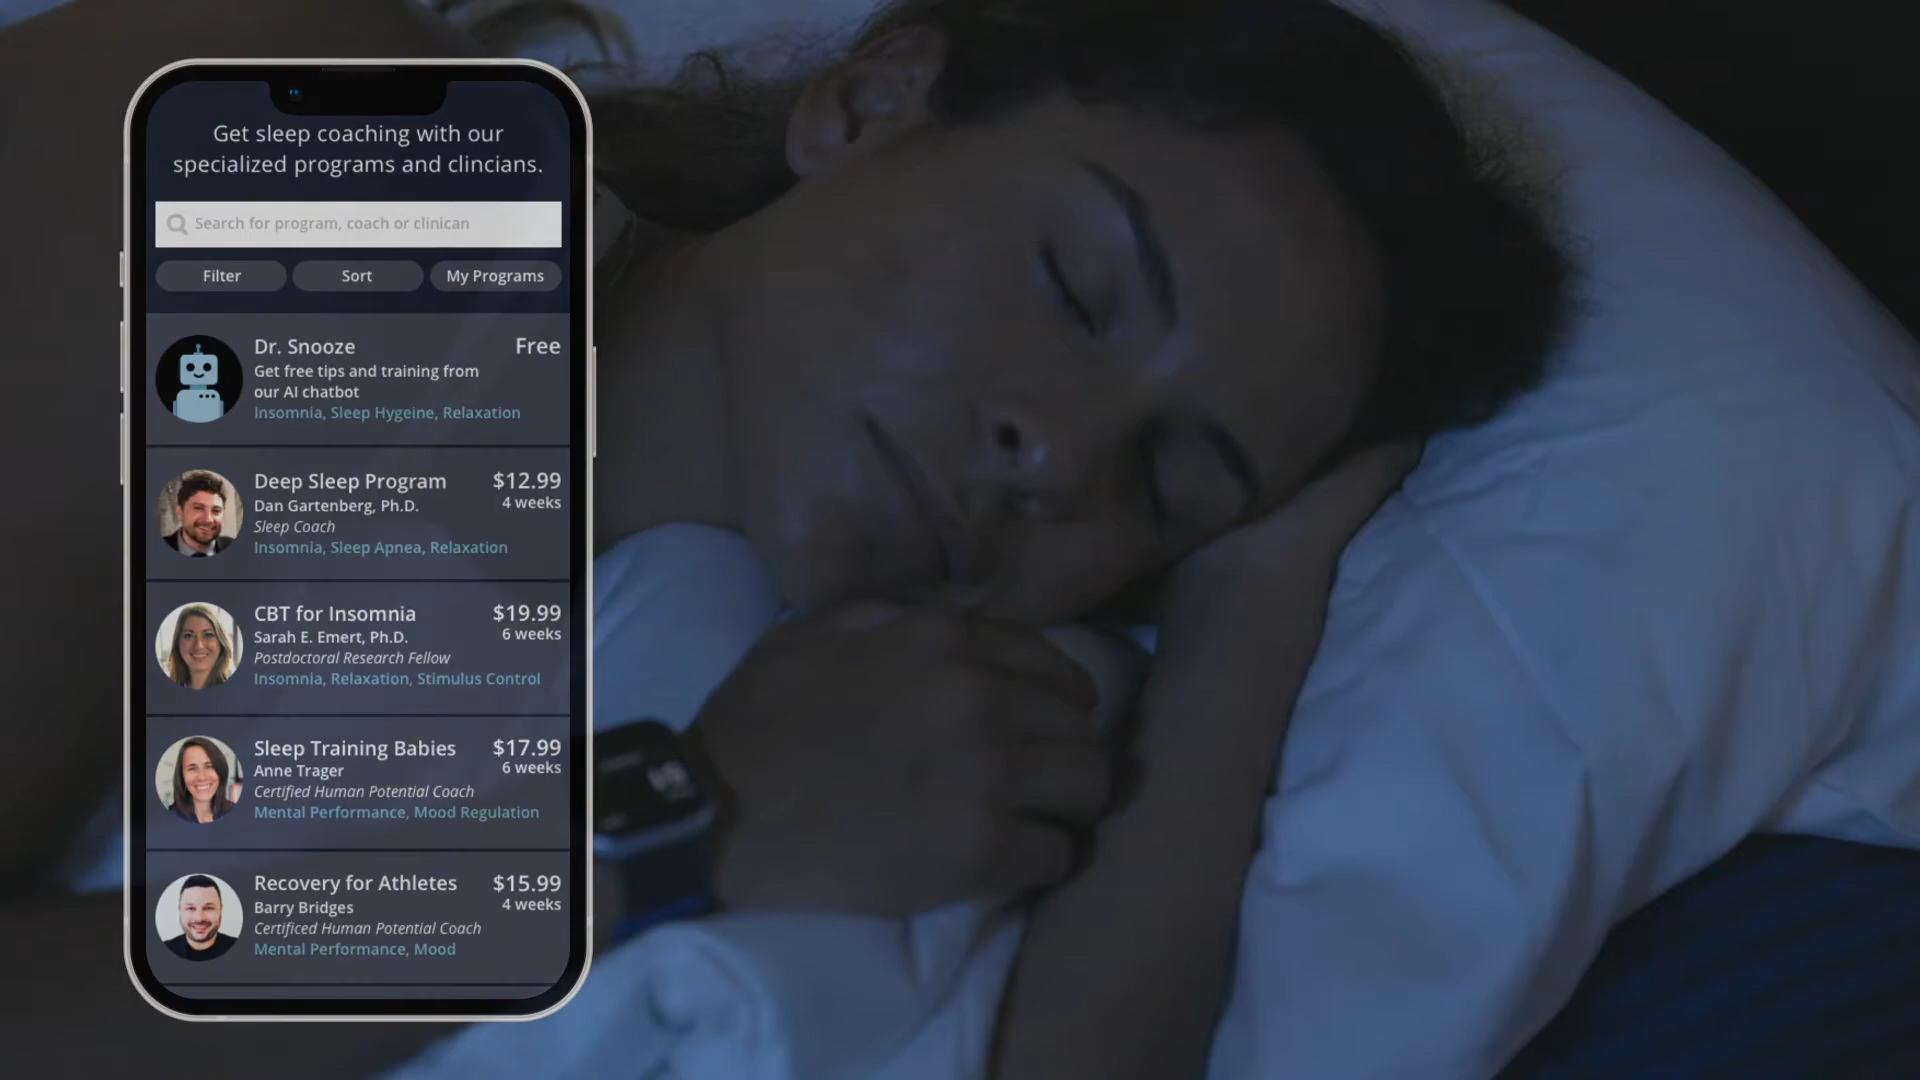 Get sleep coaching with our
specialized programs and clincians.
Search for program, coach or clinican
Filter
Sort
My Programs
Dr. Snooze
Free
Get free tips and training from
our AI chatbot
Insomnia, Sleep Hygeine, Relaxation
Deep Sleep Program
$12.99
Dan Gartenberg, Ph.D.
4 weeks
Sleep Coach
Insomnia, Sleep Apnea, Relaxation
CBT for Insomnia
$19.99
Sarah E. Emert, Ph.D.
6 weeks
Postdoctoral Research Fellow
Insomnia, Relaxation, Stimulus Control
Sleep Training Babies
$17.99
Anne Trager
6 weeks
Certified Human Potential Coach
Mental Performance, Mood Regulation
Recovery for Athletes
$15.99
Barry Bridges
4 weeks
Certificed Human Potential Coach
Mental Performance, Mood